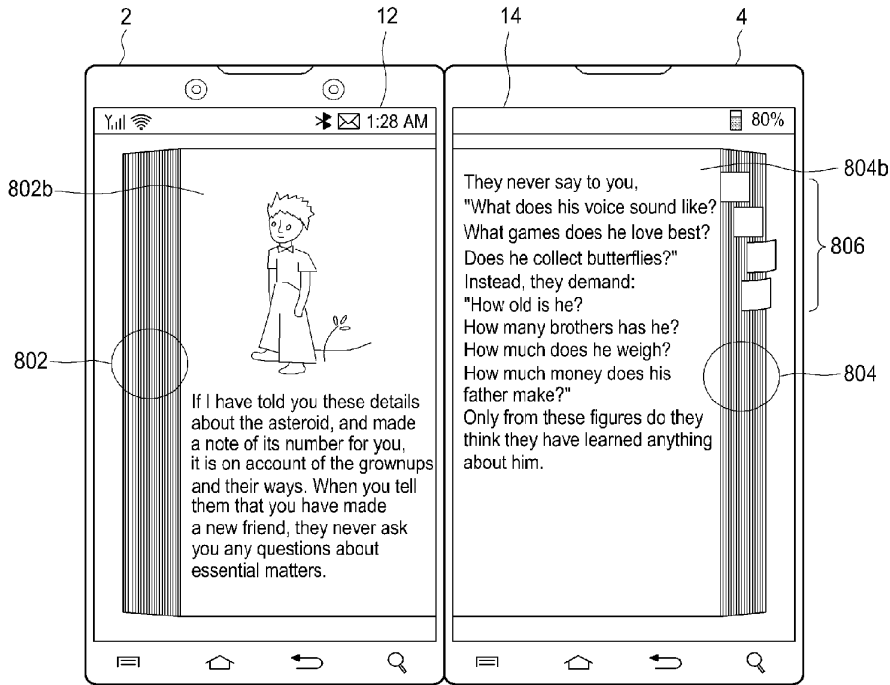 2
12
14
4
1:28 AM
80%
802b
804b
806
802
804
If I have told you these details
about the asteroid, and made
a note of its number for you,
it is on account of the grownups
and their ways. When you tell
them that you have made
a new friend, they never ask
you any questions about
essential matters.
They never say to you,
"What does his voice sound like?
What games does he love best?
Does he collect butterflies?"
Instead, they demand:
"How old is he?
How many brothers has he?
How much does he weigh?
How much money does his
father make?"
Only from these figures do they
think they have learned anything
about him.